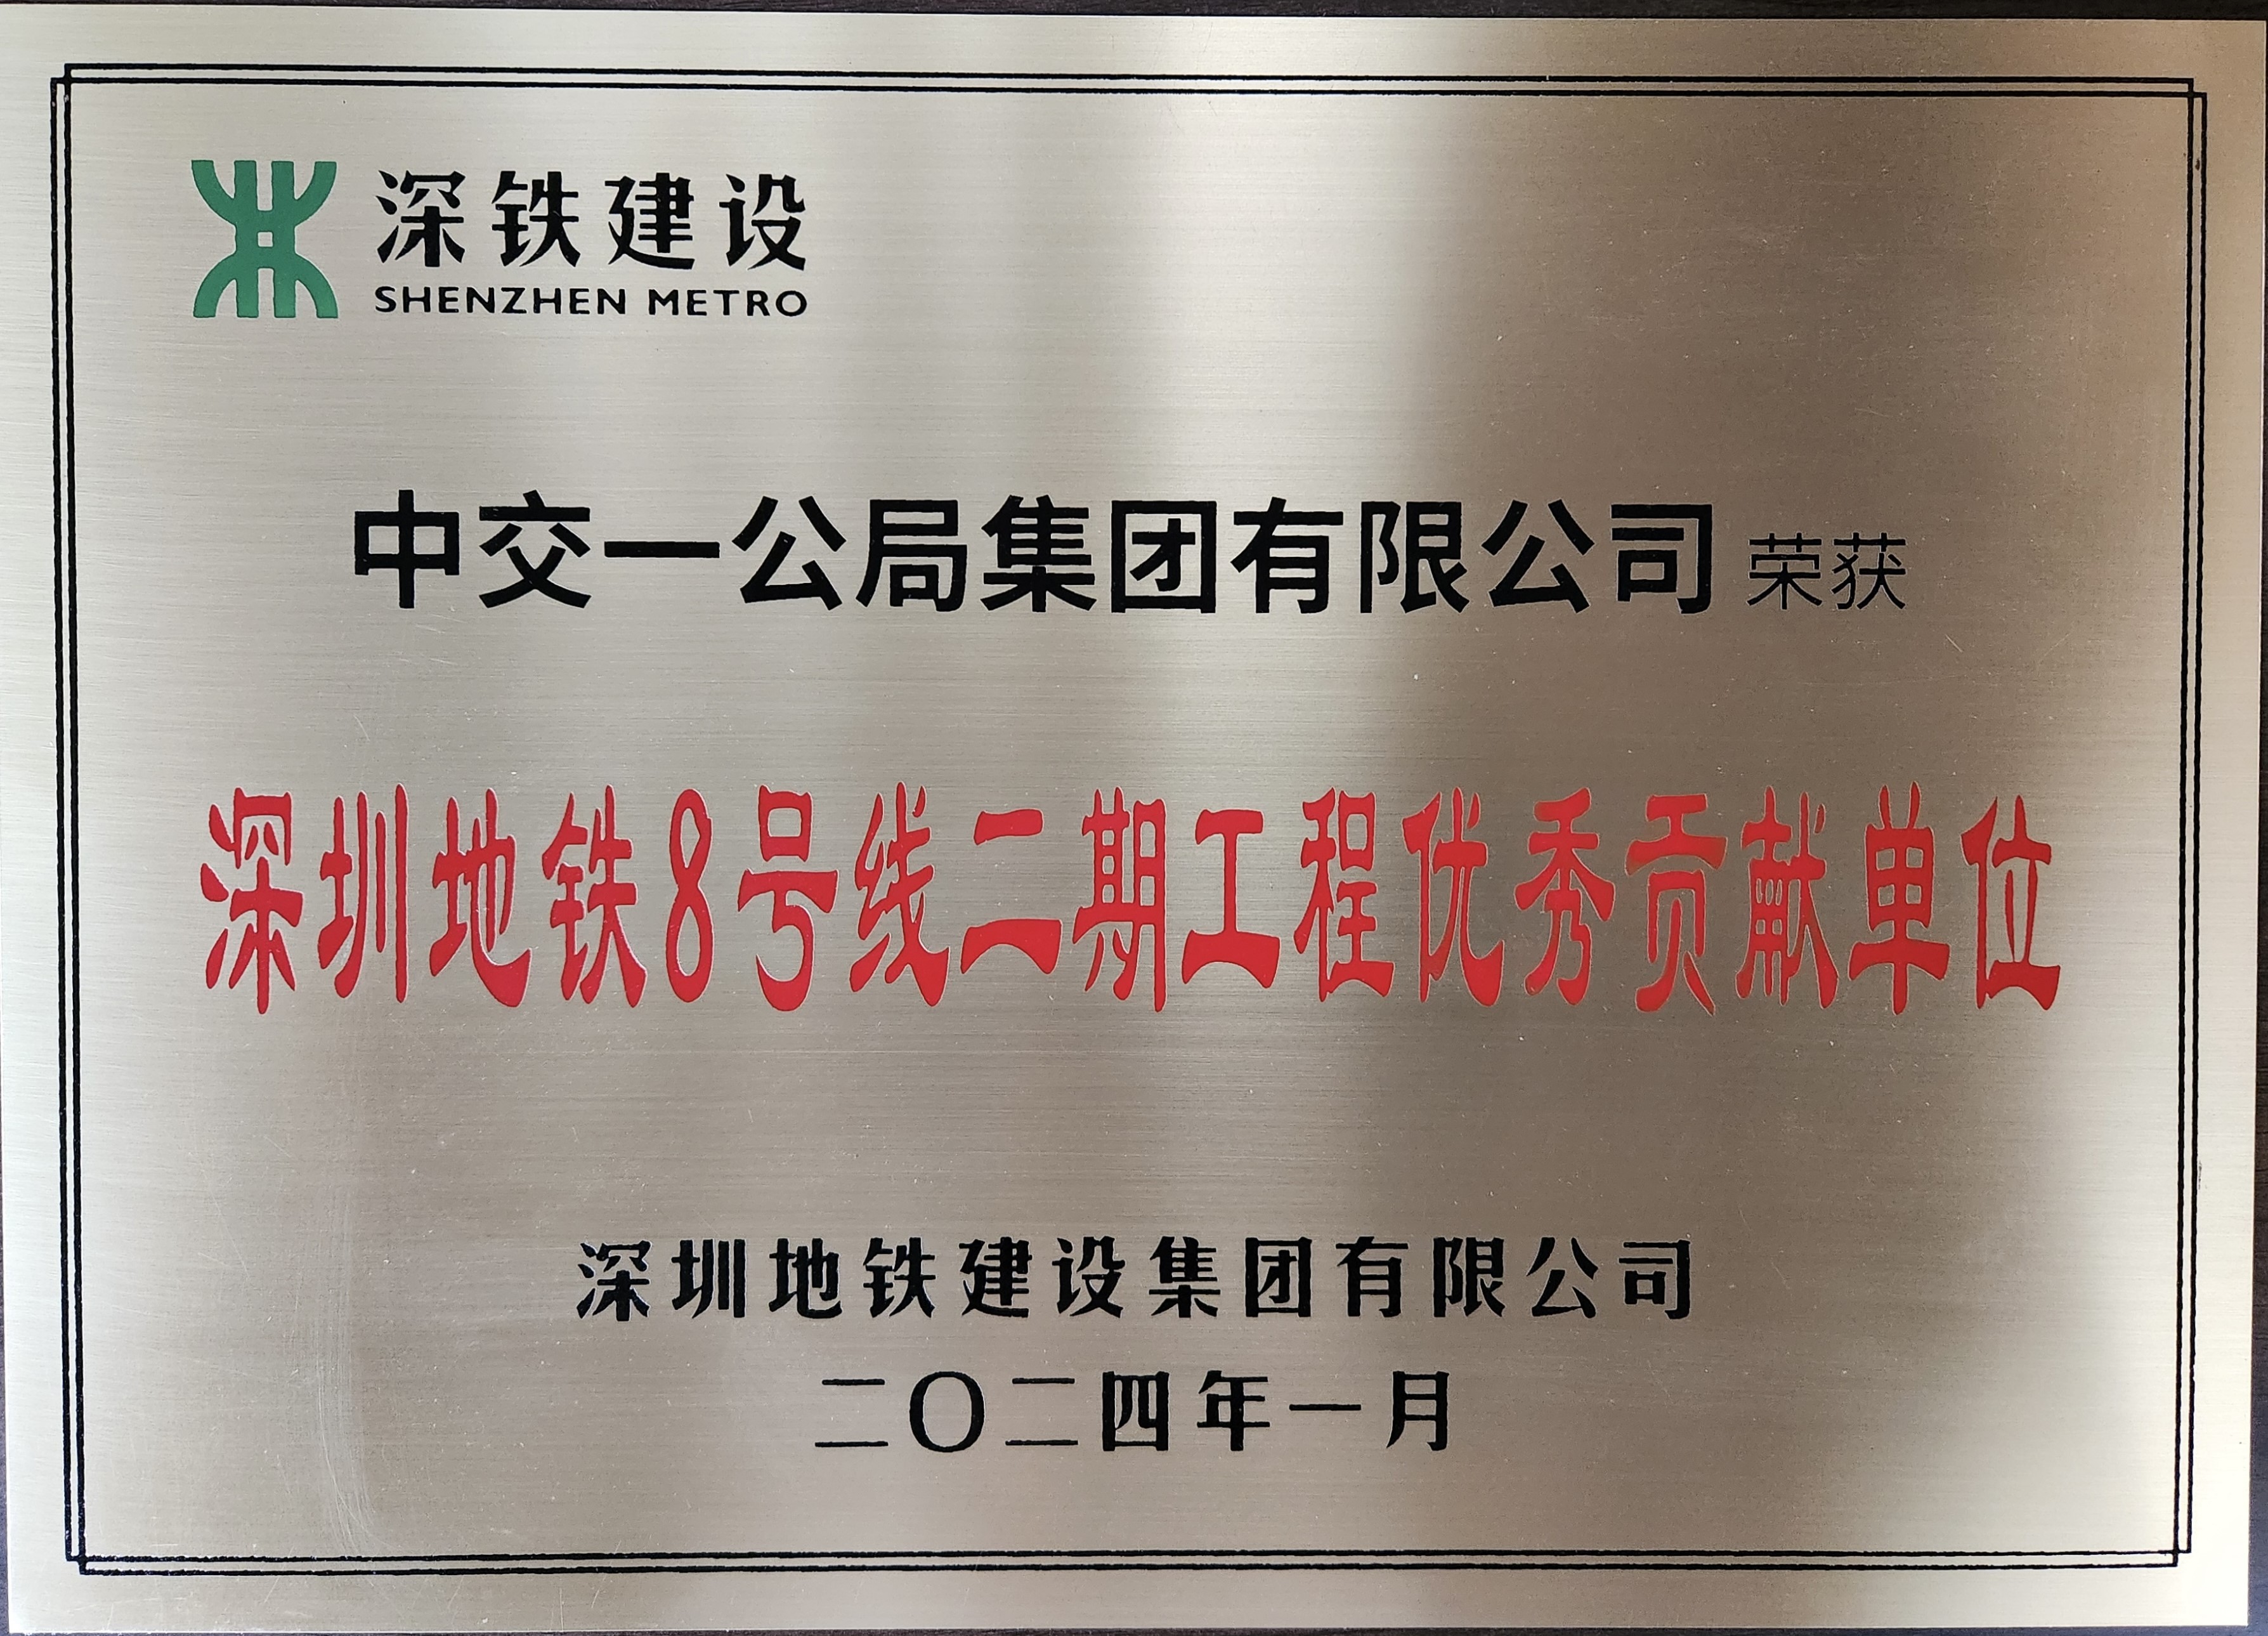 深铁建设
SHENZHEN METRO
中交一公局集团有限公司 荣获
深圳地铁8号线二期工程优秀贡献单位
深圳地铁建设集团有限公司
二〇二四年一月